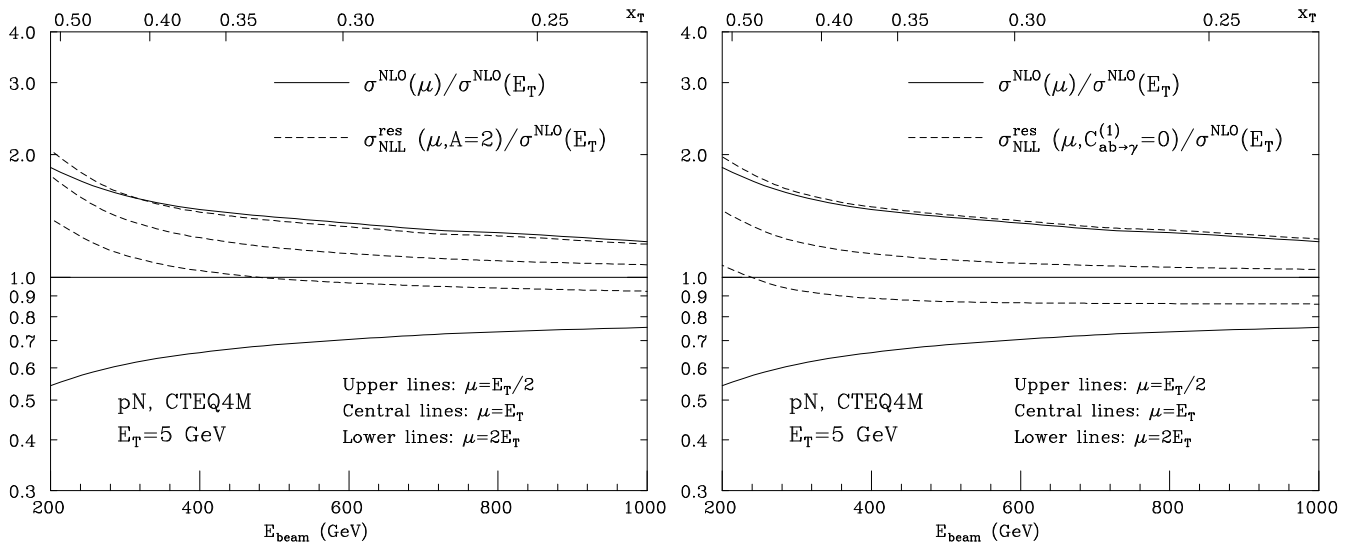 0.50 0.40 0.35 0.30 0.25 x_T
4.0
3.0
2.0
1.0
0.9
0.8
0.7
0.6
0.5
0.4
0.3
σ^NLO(μ)/σ^NLO(E_T)
σ^res_NLL (μ,A=2)/σ^NLO(E_T)
Upper lines: μ=E_T/2
pN, CTEQ4M
Central lines: μ=E_T
E_T=5 GeV
Lower lines: μ=2E_T
200 400 600 800 1000
E_beam (GeV)
0.50 0.40 0.35 0.30 0.25 x_T
4.0
3.0
2.0
1.0
0.9
0.8
0.7
0.6
0.5
0.4
0.3
σ^NLO(μ)/σ^NLO(E_T)
σ^res_NLL (μ,C^(1)_ab→γ=0)/σ^NLO(E_T)
Upper lines: μ=E_T/2
pN, CTEQ4M
Central lines: μ=E_T
E_T=5 GeV
Lower lines: μ=2E_T
200 400 600 800 1000
E_beam (GeV)